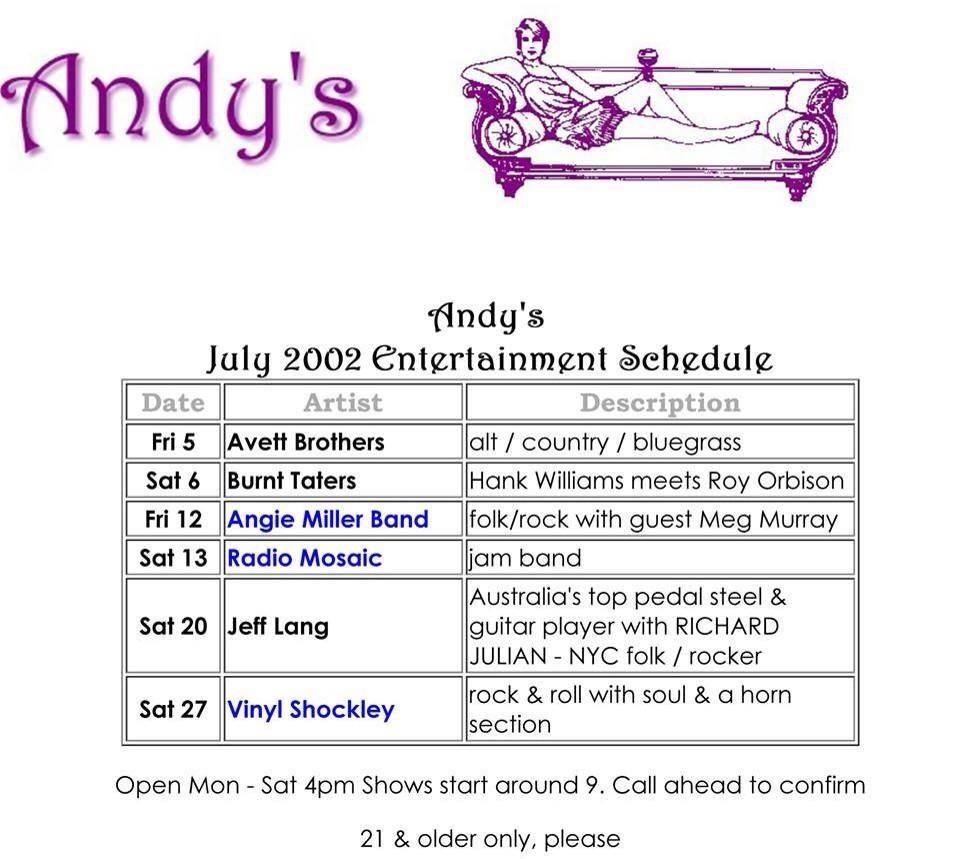 Andy's
Andy's
July 2002 Entertainment Schedule
Date Artist Description
Fri 5 Avett Brothers alt / country / bluegrass
Sat 6 Burnt Taters Hank Williams meets Roy Orbison
Fri 12 Angie Miller Band folk/rock with guest Meg Murray
Sat 13 Radio Mosaic jam band
Sat 20 Jeff Lang Australia's top pedal steel &
guitar player with RICHARD
JULIAN - NYC folk / rocker
Sat 27 Vinyl Shockley rock & roll with soul & a horn
section
Open Mon - Sat 4pm Shows start around 9. Call ahead to confirm
21 & older only, please